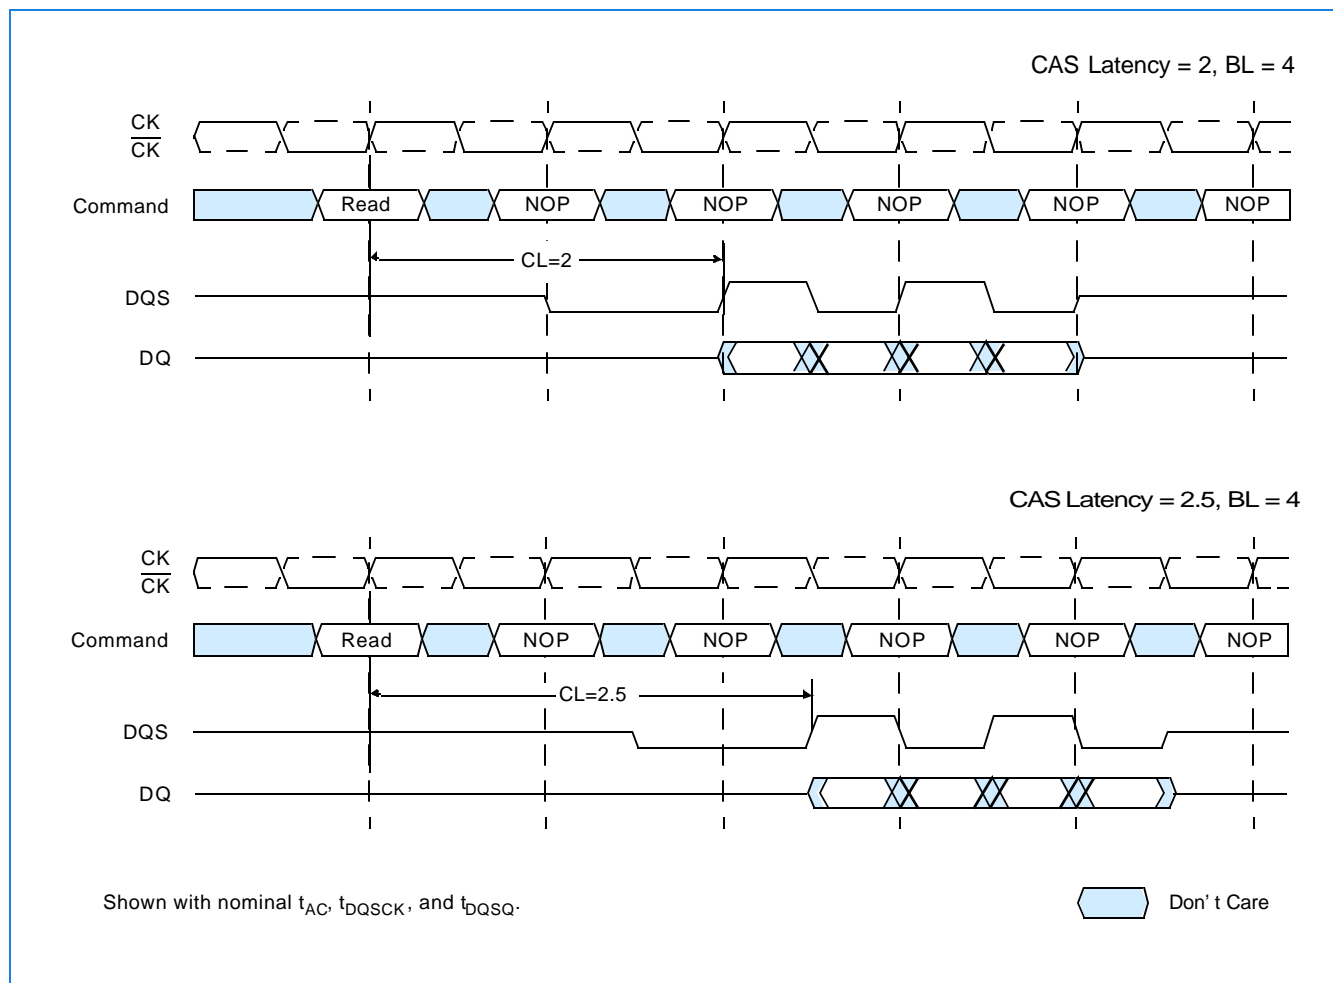 CAS Latency = 2, BL = 4
CK
CK
Command
Read
NOP
NOP
NOP
NOP
NOP
CL=2
DQS
DQ
CAS Latency = 2.5, BL = 4
CK
CK
Command
Read
NOP
NOP
NOP
NOP
NOP
CL=2.5
DQS
DQ
Shown with nominal tAC, tDQSCK, and tDQSQ.
Don' t Care